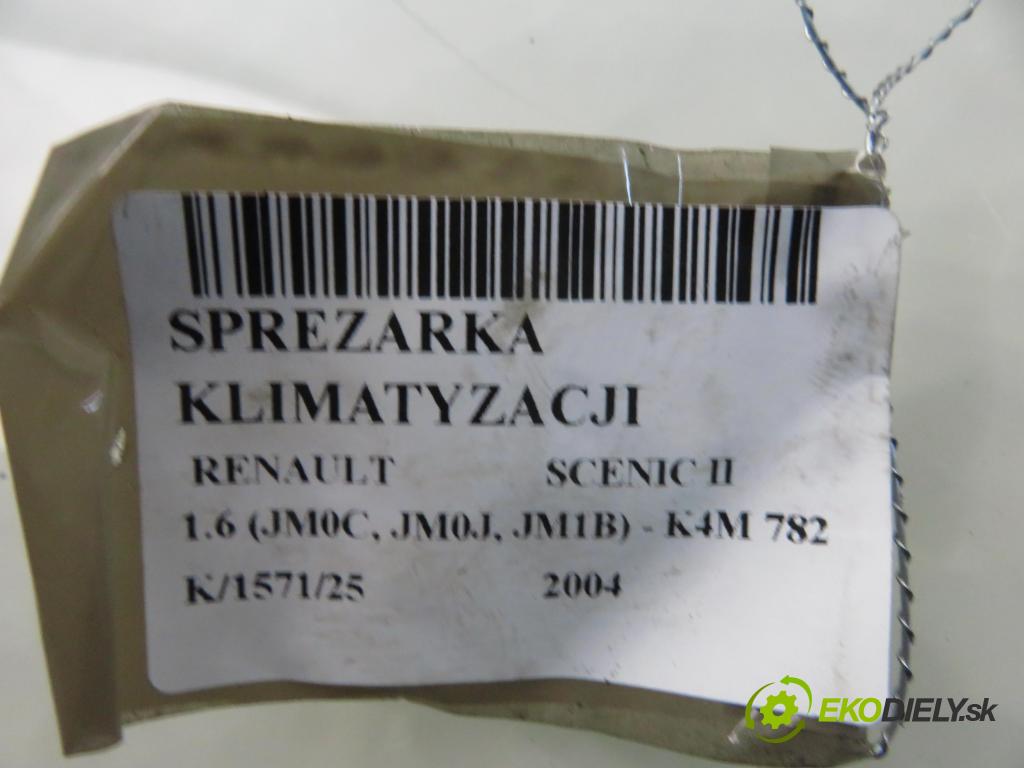 SPREZARKA
KLIMATYZACJI
RENAULT SCENIC II
1.6 (JM0C, JM0J, JM1B) - K4M 782
K/1571/25 2004
EKODIELY.sk